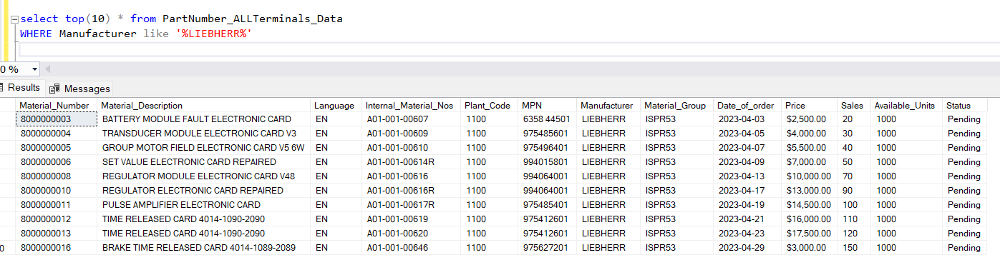 select top(10) * from PartNumber_ALLTerminals_Data
WHERE Manufacturer like '%LIEBHERR%'
0 %
Results Messages
Material_Number Material_Description Language Internal_Material_Nos Plant_Code MPN Manufacturer Material_Group Date_of_order Price Sales Available_Units Status
8000000003 BATTERY MODULE FAULT ELECTRONIC CARD EN A01-001-00607 1100 6358 44501 LIEBHERR ISPR53 2023-04-03 $2,500.00 20 1000 Pending
8000000004 TRANSDUCER MODULE ELECTRONIC CARD V3 EN A01-001-00609 1100 975485601 LIEBHERR ISPR53 2023-04-05 $4,000.00 30 1000 Pending
8000000005 GROUP MOTOR FIELD ELECTRONIC CARD V5 6W EN A01-001-00610 1100 975496401 LIEBHERR ISPR53 2023-04-07 $5,500.00 40 1000 Pending
8000000006 SET VALUE ELECTRONIC CARD REPAIRED EN A01-001-00614R 1100 994015801 LIEBHERR ISPR53 2023-04-09 $7,000.00 50 1000 Pending
8000000008 REGULATOR MODULE ELECTRONIC CARD V48 EN A01-001-00616 1100 994064001 LIEBHERR ISPR53 2023-04-13 $10,000.00 70 1000 Pending
8000000010 REGULATOR ELECTRONIC CARD REPAIRED EN A01-001-00616R 1100 994064001 LIEBHERR ISPR53 2023-04-17 $13,000.00 90 1000 Pending
8000000011 PULSE AMPLIFIER ELECTRONIC CARD EN A01-001-00617R 1100 975485401 LIEBHERR ISPR53 2023-04-19 $14,500.00 100 1000 Pending
8000000012 TIME RELEASED CARD 4014-1090-2090 EN A01-001-00619 1100 975412601 LIEBHERR ISPR53 2023-04-21 $16,000.00 110 1000 Pending
8000000013 TIME RELEASED CARD 4014-1090-2090 EN A01-001-00620 1100 975412601 LIEBHERR ISPR53 2023-04-23 $17,500.00 120 1000 Pending
0 8000000016 BRAKE TIME RELEASED CARD 4014-1089-2089 EN A01-001-00646 1100 975627201 LIEBHERR ISPR53 2023-04-29 $3,000.00 150 1000 Pending